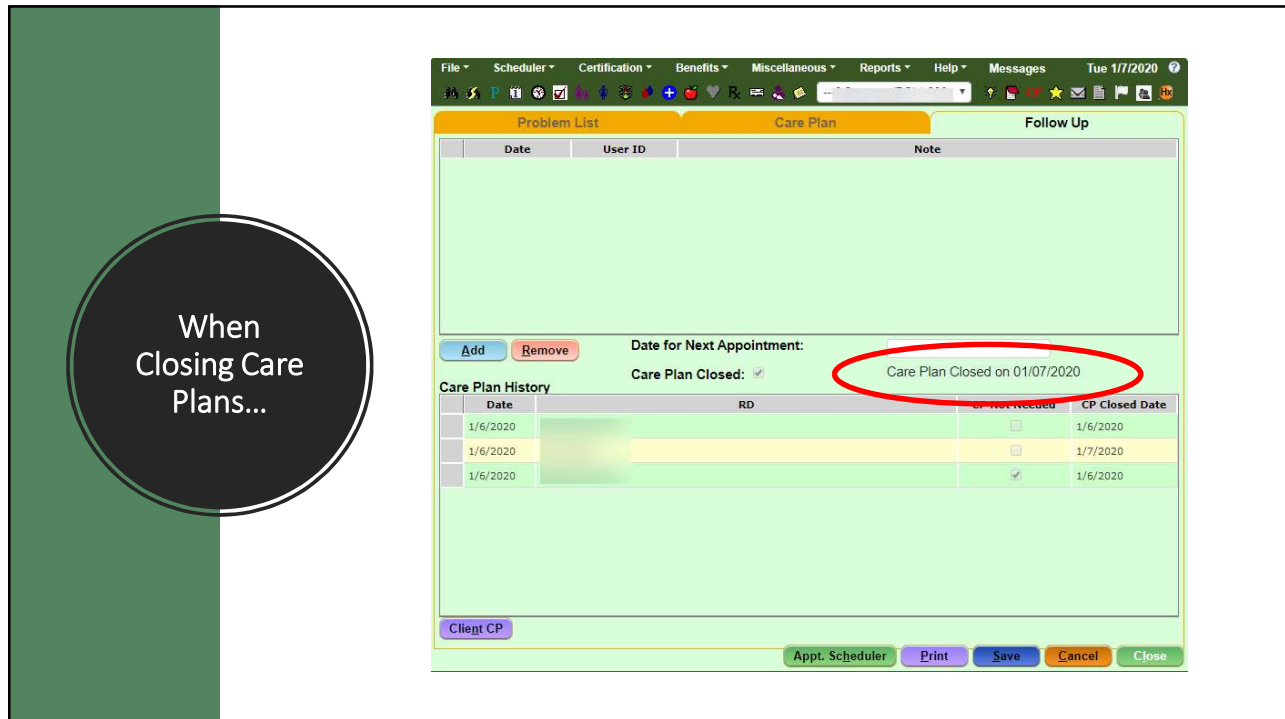 When
Closing Care
Plans...
File Scheduler Certification Benefits Miscellaneous Reports Help Messages Tue 1/7/2020
Problem List Care Plan Follow Up
Date User ID Note
Add Remove Date for Next Appointment:
Care Plan Closed: Care Plan Closed on 01/07/2020
Care Plan History
Date RD CP Not Needed CP Closed Date
1/6/2020 1/6/2020
1/6/2020 1/7/2020
1/6/2020 1/6/2020
Client CP
Appt. Scheduler Print Save Cancel Close